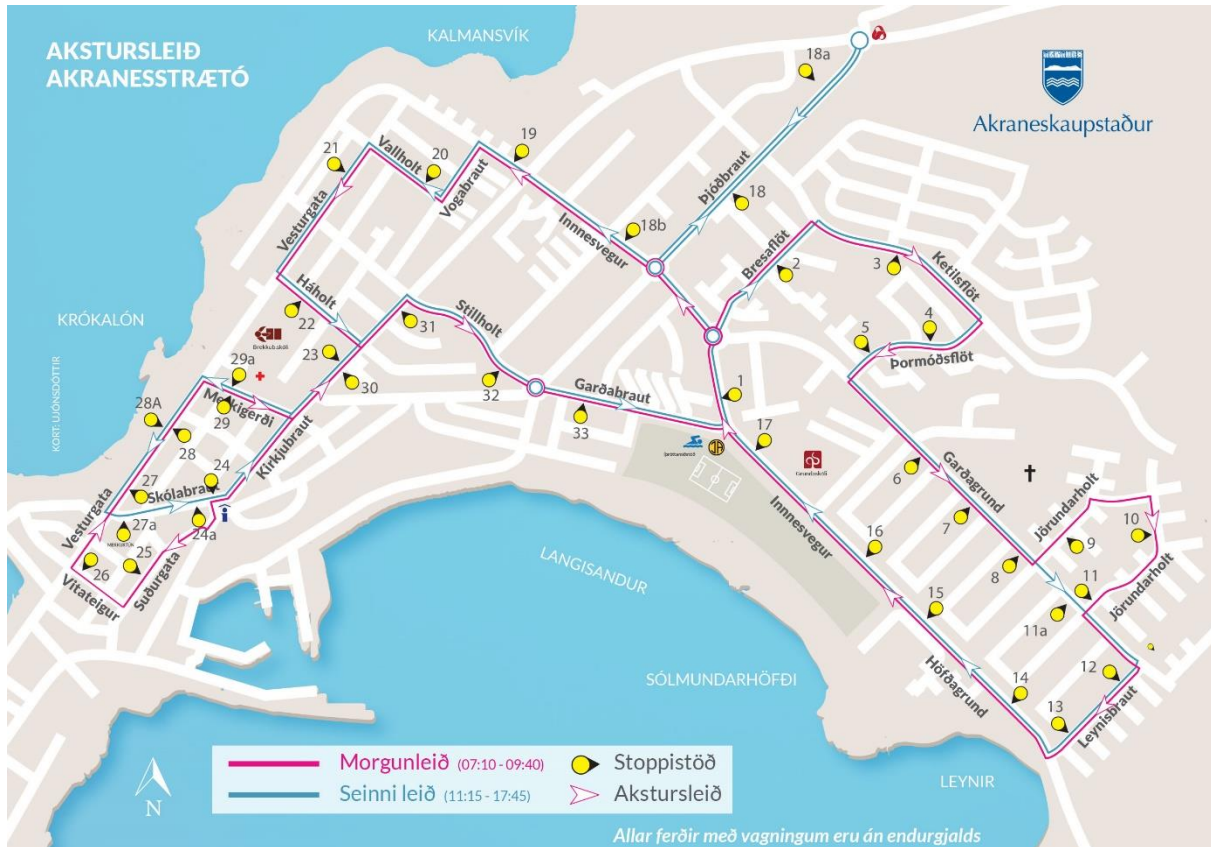 AKSTURSLEIÐ
AKRANESSTRÆTÓ
KALMANSVÍK
Akraneskaupstaður
18a
19
20
21
Vallholt
Vogabraut
Vesturgata
Þjóðbraut
18
18b
Innnesvegur
Bresaflöt
2
3
Ketilsflöt
4
5
Þormóðsflöt
Háholt
22
23
KRÓKALÓN
KORT: UJÓNSDÓTTIR
Stillholt
31
30
32
29a
29
Merkigerði
28A
28
Kirkjubraut
Garðabraut
33
1
17
Grundaskóli
24
Skólabraut
27
27a
24a
Vesturgata
25
26
Suðurgata
Vitateigur
6
7
Garðagrund
Jörundarholt
8
9
10
11
11a
Jörundarholt
Innnesvegur
16
15
14
12
13
Höfðagrund
Leynisbraut
LANGISANDUR
SÓLMUNDARHÖFÐI
LEYNIR
N
Morgunleið (07:10 - 09:40)
Stoppistöð
Seinni leið (11:15 - 17:45)
Akstursleið
Allar ferðir með vagningum eru án endurgjalds